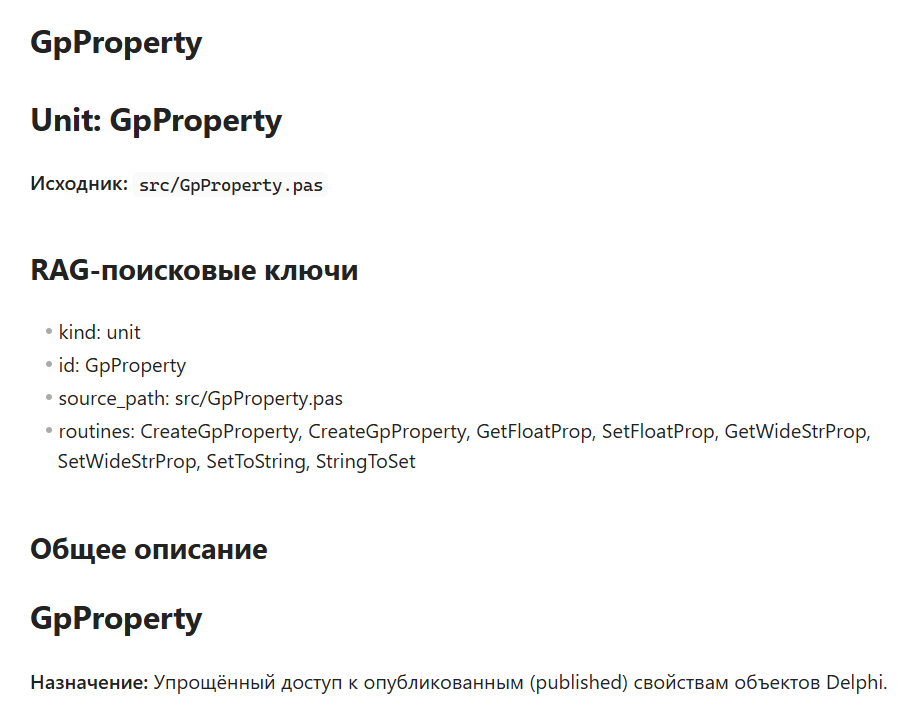 GpProperty
Unit: GpProperty
Исходник: src/GpProperty.pas
RAG-поисковые ключи
kind: unit
id: GpProperty
source_path: src/GpProperty.pas
routines: CreateGpProperty, CreateGpProperty, GetFloatProp, SetFloatProp, GetWideStrProp,
SetWideStrProp, SetToString, StringToSet
Общее описание
GpProperty
Назначение: Упрощённый доступ к опубликованным (published) свойствам объектов Delphi.